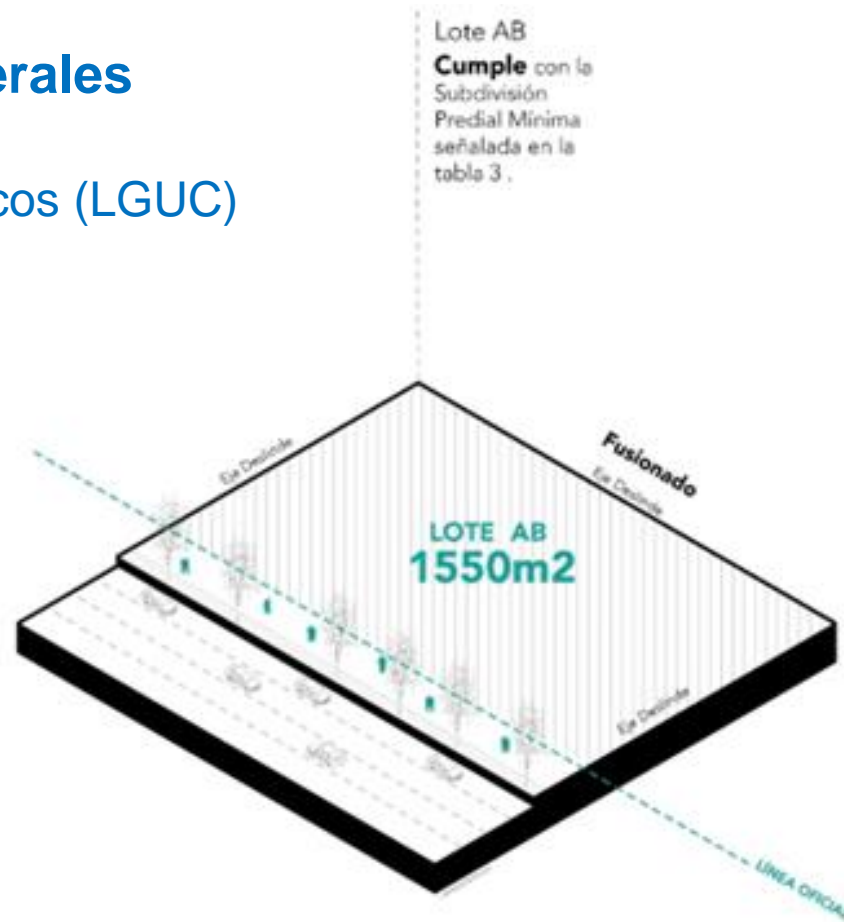 erales
cos (LGUC)
Lote AB
Cumple con la
Subdivisión
Predial Mínima
señalada en la
tabla 3 .
Fusionado
Eje Deslinde
Eje Deslinde
LOTE AB
1550m2
Eje Deslinde
LÍNEA OFICIAL